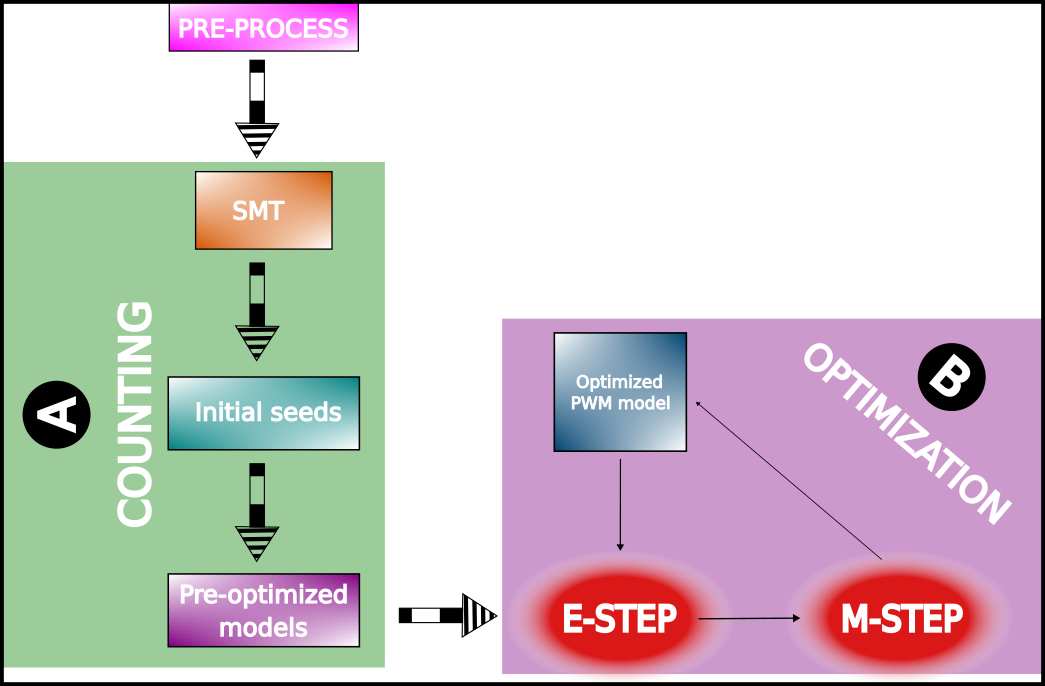 PRE-PROCESS
SMT
A
COUNTING
Initial seeds
Pre-optimized
models
B
OPTIMIZATION
Optimized
PWM model
E-STEP
M-STEP